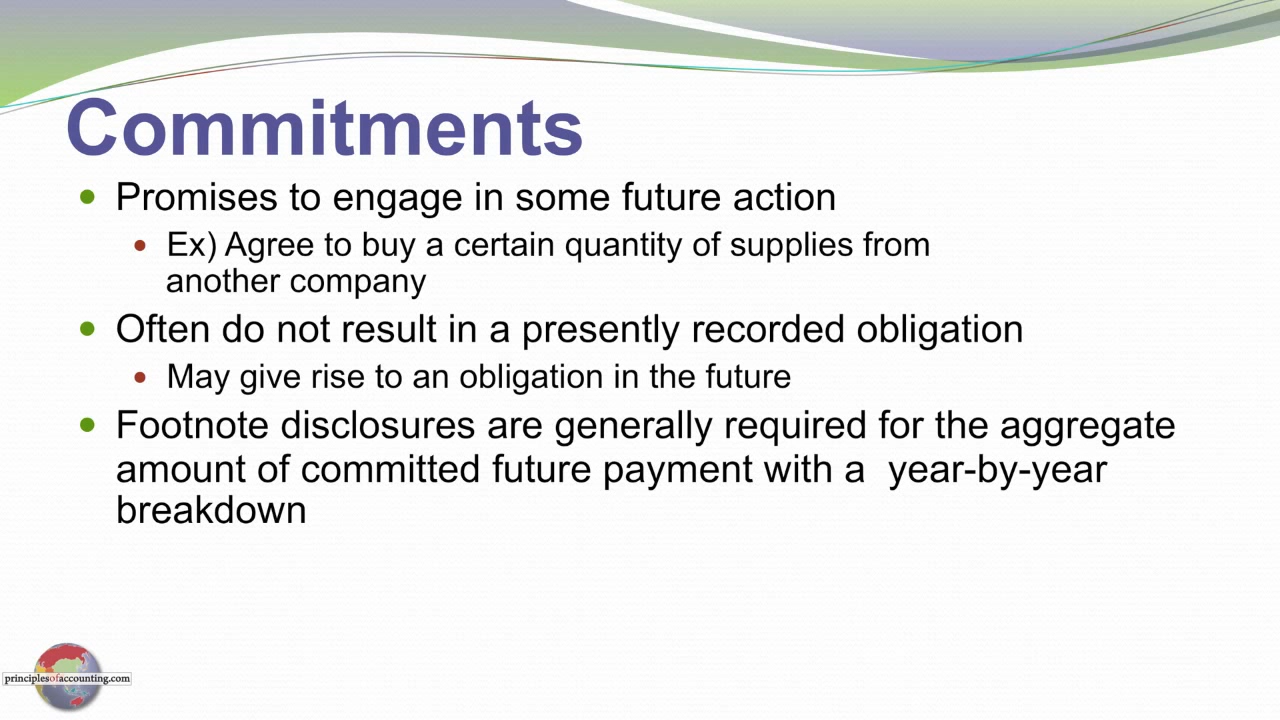 Commitments
Promises to engage in some future action
Ex) Agree to buy a certain quantity of supplies from
another company
Often do not result in a presently recorded obligation
May give rise to an obligation in the future
Footnote disclosures are generally required for the aggregate
amount of committed future payment with a  year-by-year
breakdown
principlesofaccounting.com